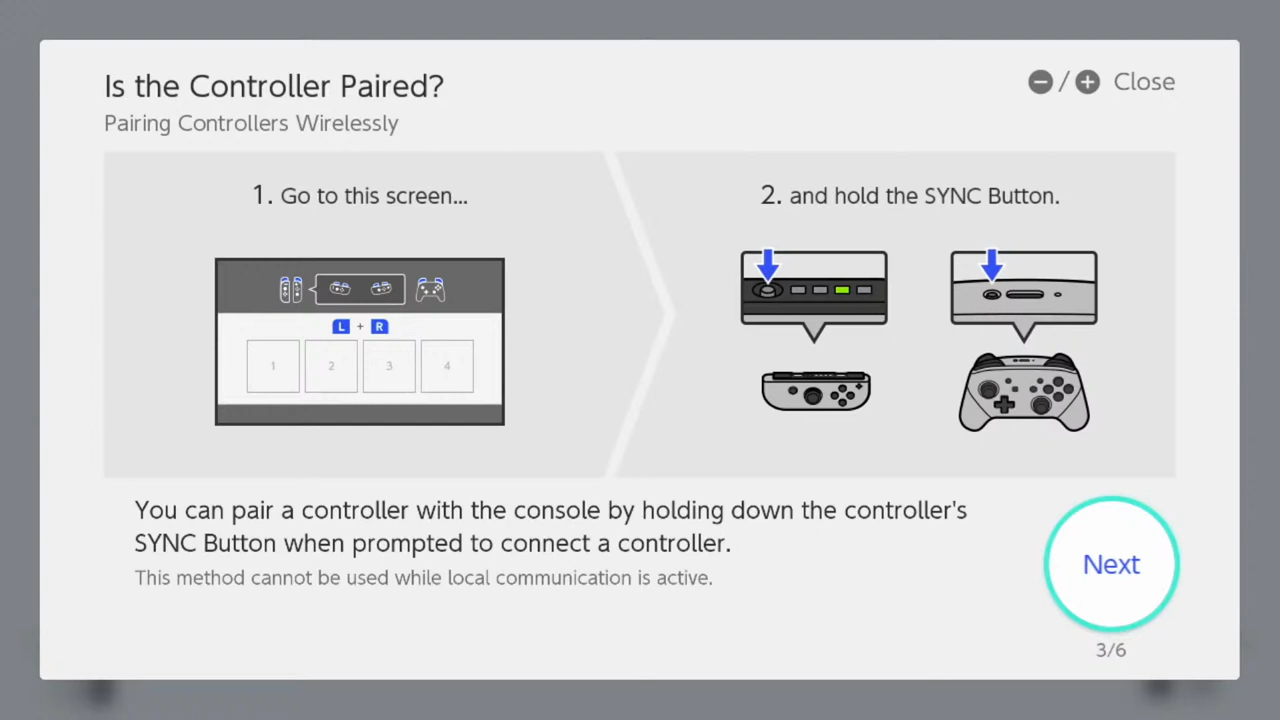 Is the Controller Paired?
− / + Close
Pairing Controllers Wirelessly
1. Go to this screen...
2. and hold the SYNC Button.
L + R
1 2 3 4
You can pair a controller with the console by holding down the controller's
SYNC Button when prompted to connect a controller.
This method cannot be used while local communication is active.
Next
3/6